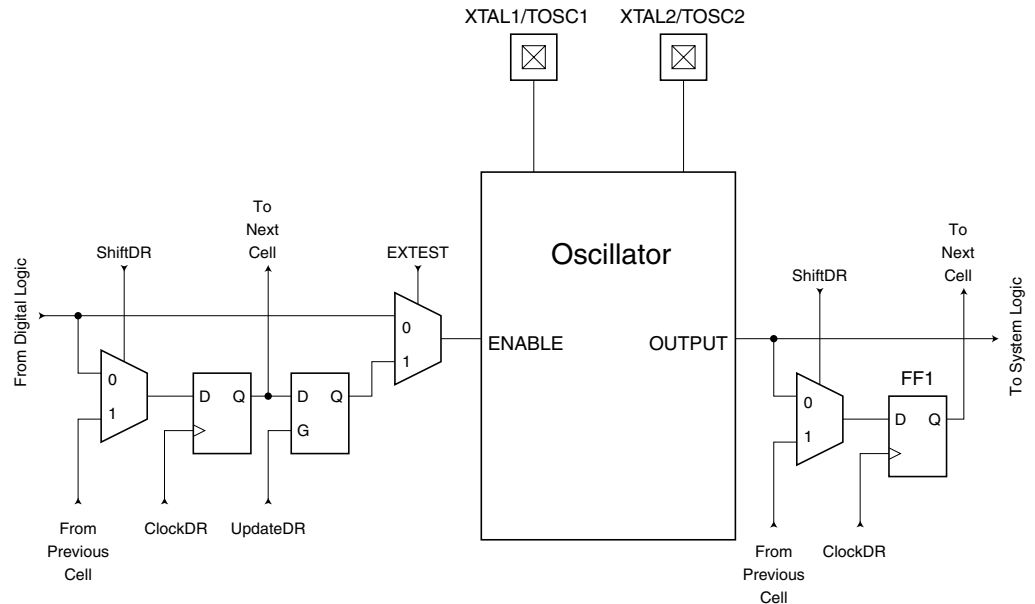 XTAL1/TOSC1
XTAL2/TOSC2
To
Next
Cell
ShiftDR
EXTEST
From Digital Logic
0
1
D Q
D Q
G
0
1
From
Previous
Cell
ClockDR
UpdateDR
Oscillator
ENABLE
OUTPUT
To
Next
Cell
ShiftDR
To System Logic
FF1
0
1
D Q
From
Previous
Cell
ClockDR